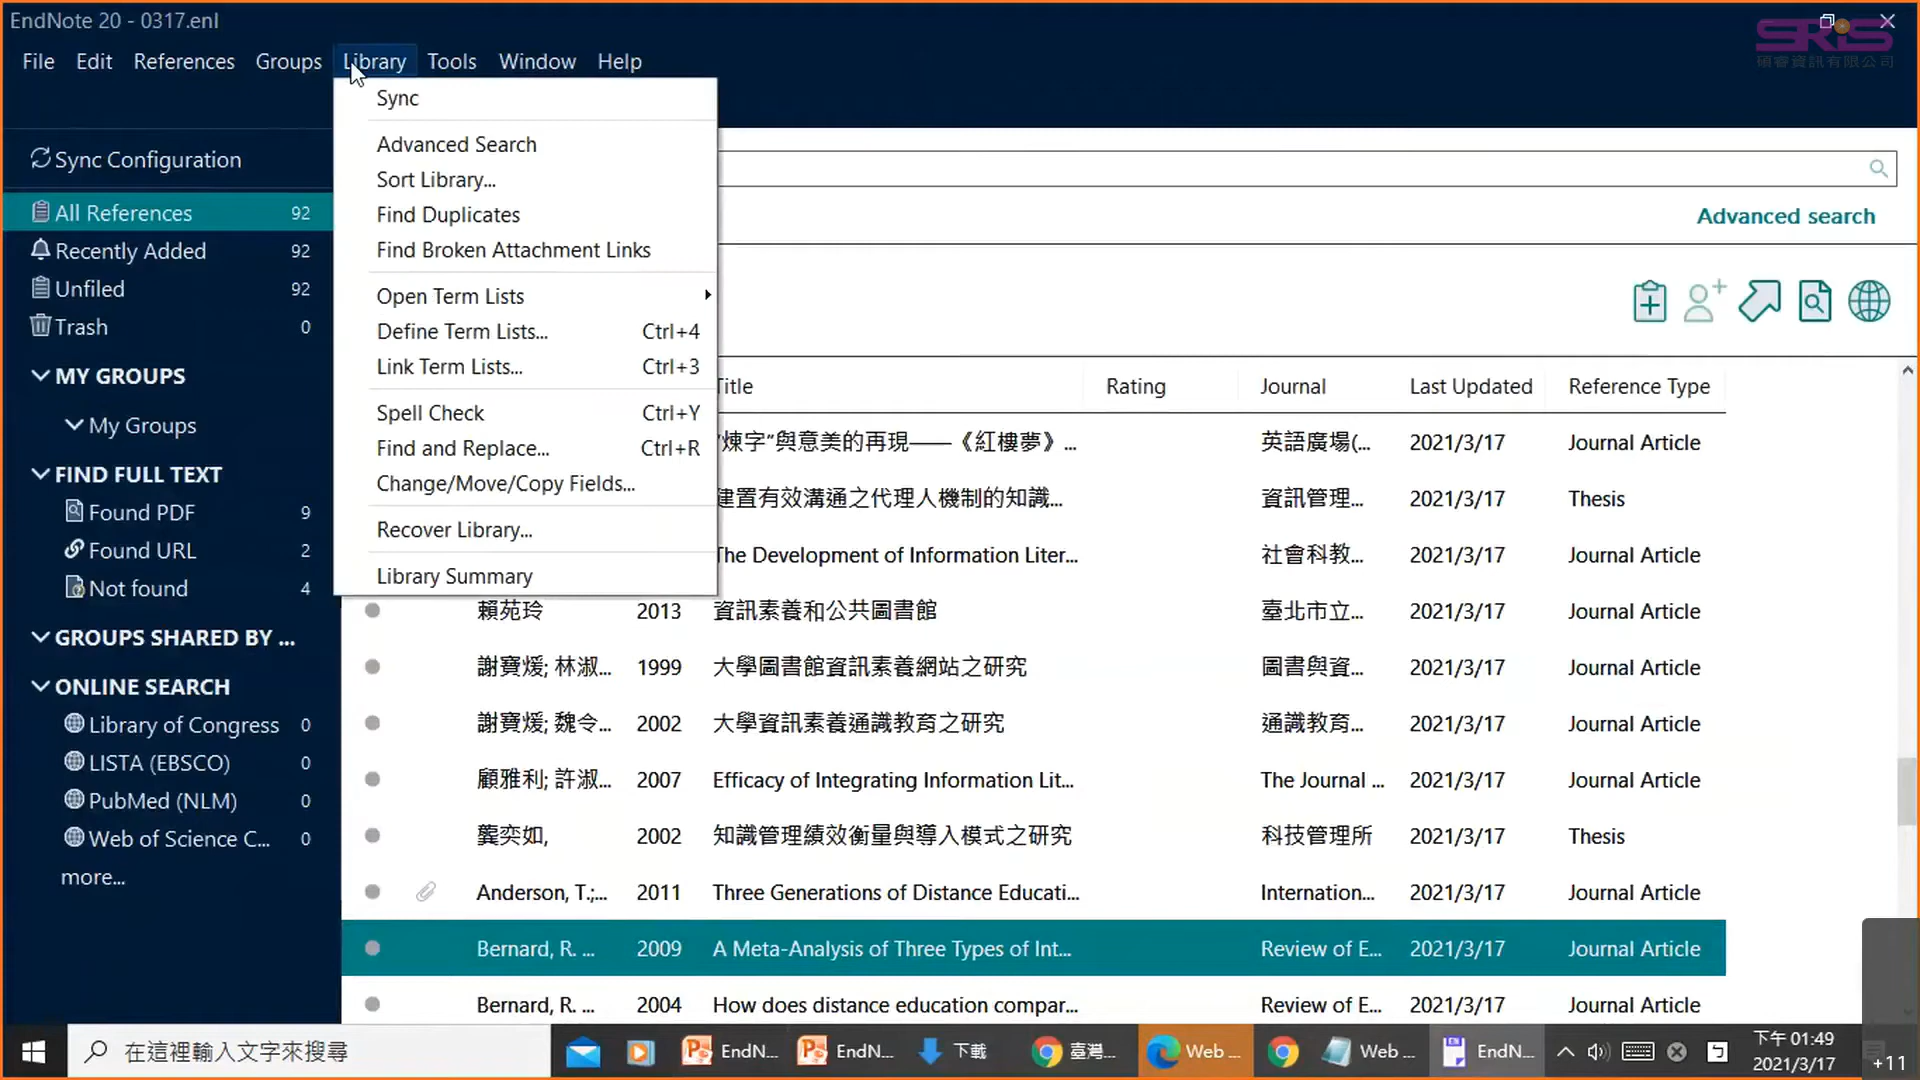 EndNote 20 - 0317.enl
SRIS
碩睿資訊有限公司
File Edit References Groups Library Tools Window Help
Sync
Advanced Search
Sort Library...
Find Duplicates
Find Broken Attachment Links
Open Term Lists
Define Term Lists... Ctrl+4
Link Term Lists... Ctrl+3
Spell Check Ctrl+Y
Find and Replace... Ctrl+R
Change/Move/Copy Fields...
Recover Library...
Library Summary
Sync Configuration
All References 92
Recently Added 92
Unfiled 92
Trash 0
MY GROUPS
My Groups
FIND FULL TEXT
Found PDF 9
Found URL 2
Not found 4
GROUPS SHARED BY ...
ONLINE SEARCH
Library of Congress 0
LISTA (EBSCO) 0
PubMed (NLM) 0
Web of Science C... 0
more...
Advanced search
Title Rating Journal Last Updated Reference Type
"煉字"與意美的再現——《紅樓夢》... 英語廣場(... 2021/3/17 Journal Article
建置有效溝通之代理人機制的知識... 資訊管理... 2021/3/17 Thesis
The Development of Information Liter... 社會科教... 2021/3/17 Journal Article
賴苑玲 2013 資訊素養和公共圖書館 臺北市立... 2021/3/17 Journal Article
謝寶煖; 林淑... 1999 大學圖書館資訊素養網站之研究 圖書與資... 2021/3/17 Journal Article
謝寶煖; 魏令... 2002 大學資訊素養通識教育之研究 通識教育... 2021/3/17 Journal Article
顧雅利; 許淑... 2007 Efficacy of Integrating Information Lit... The Journal ... 2021/3/17 Journal Article
龔奕如, 2002 知識管理績效衡量與導入模式之研究 科技管理所 2021/3/17 Thesis
Anderson, T.;... 2011 Three Generations of Distance Educati... Internation... 2021/3/17 Journal Article
Bernard, R. ... 2009 A Meta-Analysis of Three Types of Int... Review of E... 2021/3/17 Journal Article
Bernard, R. ... 2004 How does distance education compar... Review of E... 2021/3/17 Journal Article
在這裡輸入文字來搜尋 EndN... EndN... 下載 臺灣... Web ... Web ... EndN... ㄅ 下午 01:49
2021/3/17
+11